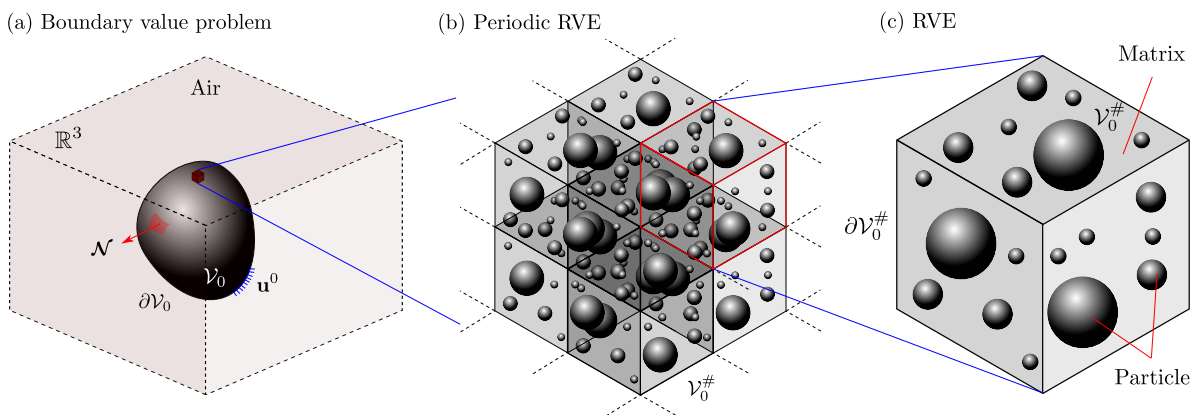 (a) Boundary value problem
Air
ℝ³
𝓝
𝒱₀
∂𝒱₀
u⁰
(b) Periodic RVE
𝒱₀^#
(c) RVE
Matrix
𝒱₀^#
∂𝒱₀^#
Particle